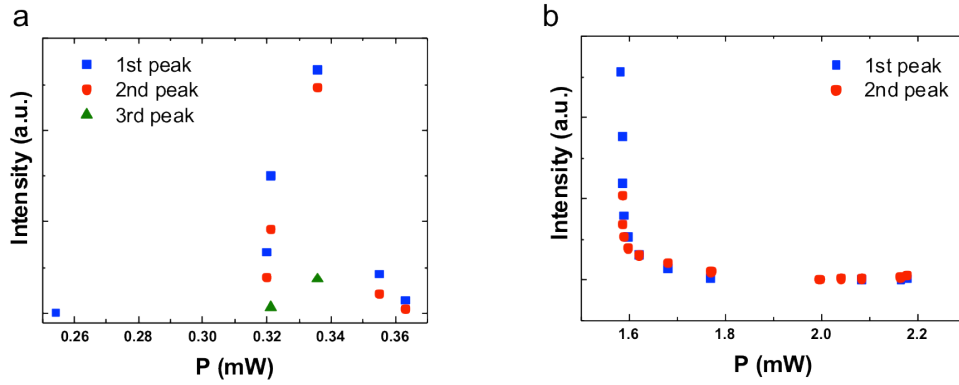 a
1st peak
2nd peak
3rd peak
Intensity (a.u.)
0.26 0.28 0.30 0.32 0.34 0.36
P (mW)
b
1st peak
2nd peak
Intensity (a.u.)
1.6 1.8 2.0 2.2
P (mW)